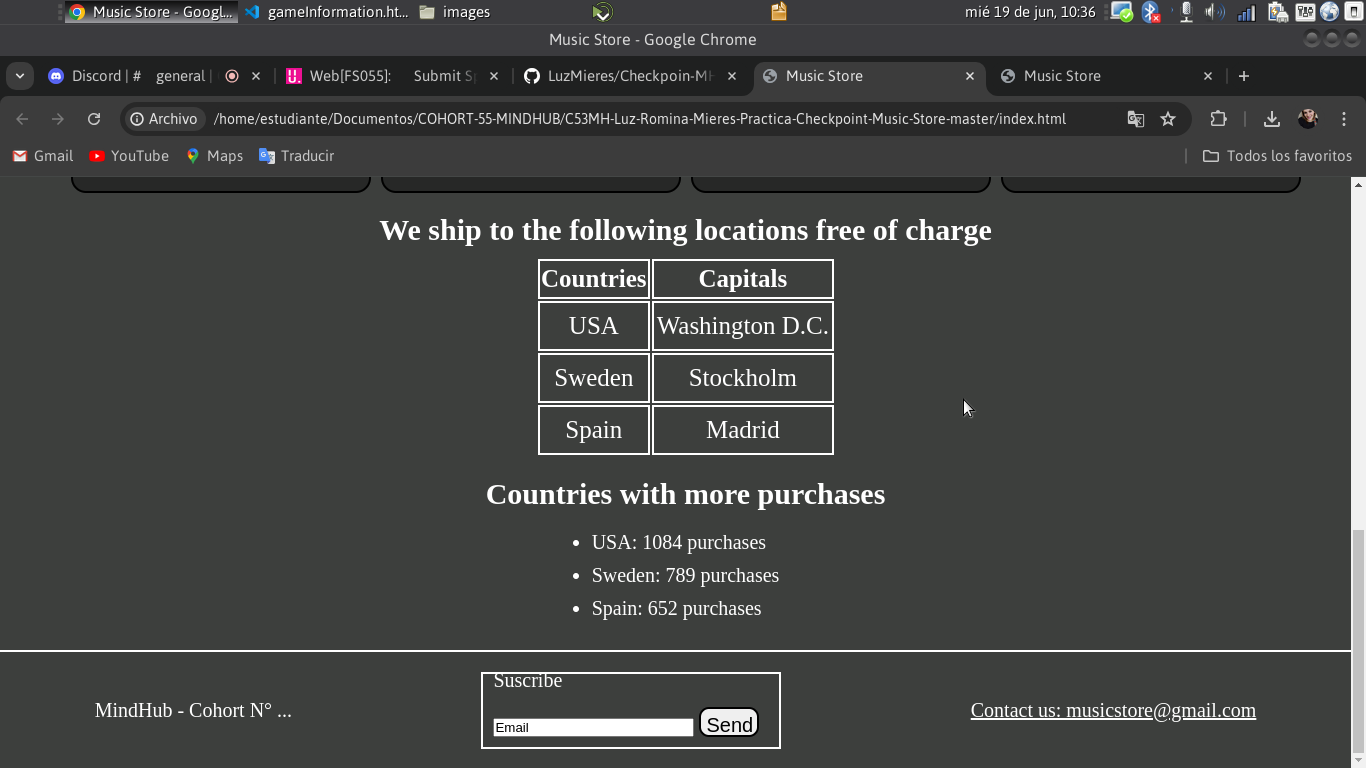 Music Store - Googl...
gameInformation.ht...
images
mié 19 de jun, 10:36
Music Store - Google Chrome
Discord | # general |
Web[FS055]: Submit S
LuzMieres/Checkpoin-MH
Music Store
Music Store
Archivo
/home/estudiante/Documentos/COHORT-55-MINDHUB/C53MH-Luz-Romina-Mieres-Practica-Checkpoint-Music-Store-master/index.html
Gmail
YouTube
Maps
Traducir
Todos los favoritos
We ship to the following locations free of charge
Countries Capitals
USA Washington D.C.
Sweden Stockholm
Spain Madrid
Countries with more purchases
• USA: 1084 purchases
• Sweden: 789 purchases
• Spain: 652 purchases
MindHub - Cohort N° ...
Suscribe
Email
Send
Contact us: musicstore@gmail.com